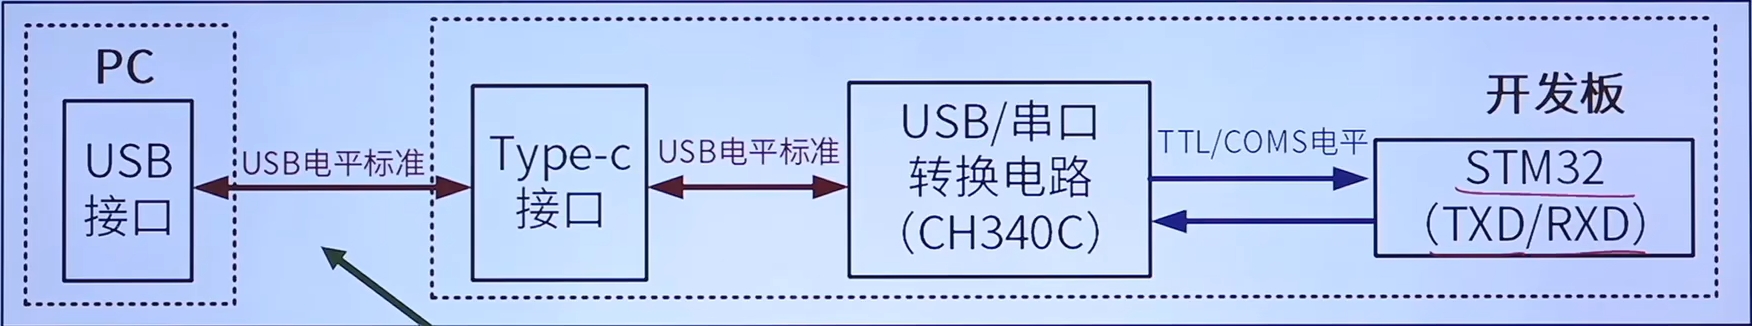 PC
USB
接口
USB电平标准
Type-c
接口
USB电平标准
USB/串口
转换电路
(CH340C)
TTL/COMS电平
开发板
STM32
(TXD/RXD)